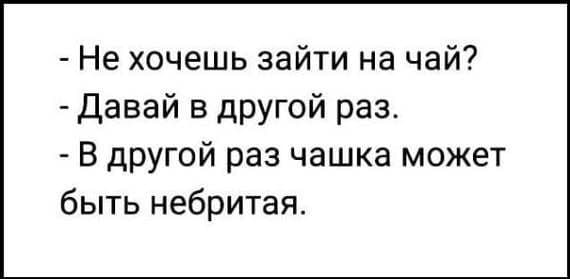 - Не хочешь зайти на чай?
- Давай в другой раз.
- В другой раз чашка может
быть небритая.